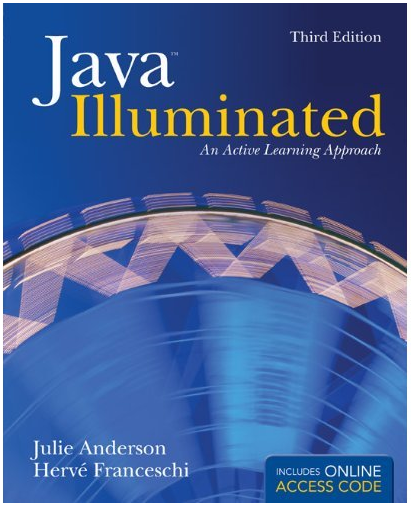 Third Edition
Java™
Illuminated
An Active Learning Approach
Julie Anderson
Hervé Franceschi
INCLUDES ONLINE
ACCESS CODE